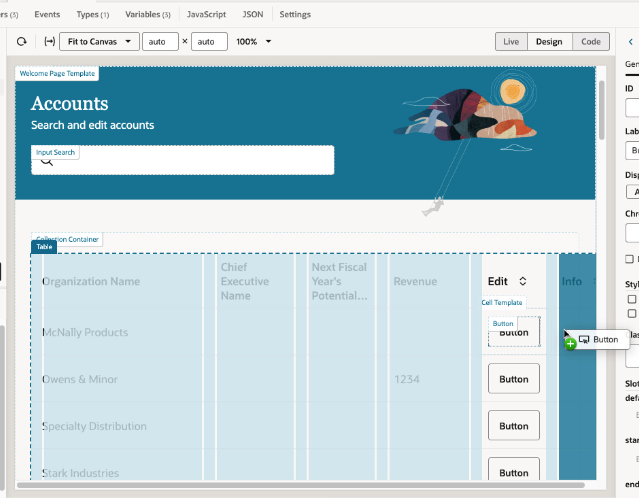 rs (3) Events Types (1) Variables (3) JavaScript JSON Settings
Fit to Canvas auto × auto 100% Live Design Code
Welcome Page Template
Accounts
Search and edit accounts
Input Search
Collection Container
Table
Organization Name
Chief
Executive
Name
Next Fiscal
Year's
Potential...
Revenue
Edit
Info
Cell Template
McNally Products
Button
Button
Button
Owens & Minor 1234 Button
Specialty Distribution Button
Stark Industries Button
Gen
ID
Lab
Bu
Disp
A
Chro
Styl
Slot
defa
star
end